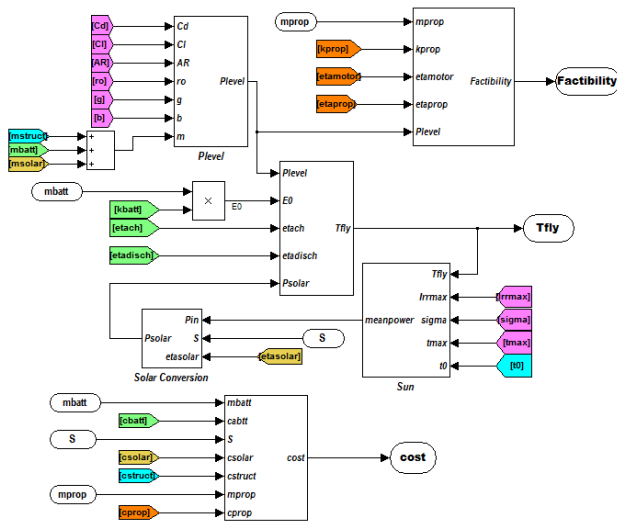 [Cd]
Cd
[Cl]
Cl
[AR]
AR
[ro]
ro
[g]
g
[b]
b
m
Plevel
Plevel
[mstruct]
[mbatt]
[msolar]
+
+
+
mprop
mprop
[kprop]
kprop
[etamotor]
etamotor
[etaprop]
etaprop
Plevel
Factibility
Factibility
mbatt
[kbatt]
×
E0
[etach]
[etadisch]
Plevel
E0
etach
etadisch
Psolar
Tfly
Tfly
Tfly
Irrmax
sigma
tmax
t0
meanpower
Sun
[Irrmax]
[sigma]
[tmax]
[t0]
Pin
S
etasolar
Psolar
Solar Conversion
S
[etasolar]
mbatt
mbatt
[cbatt]
cabtt
S
S
[csolar]
csolar
[cstruct]
cstruct
mprop
mprop
[cprop]
cprop
cost
cost